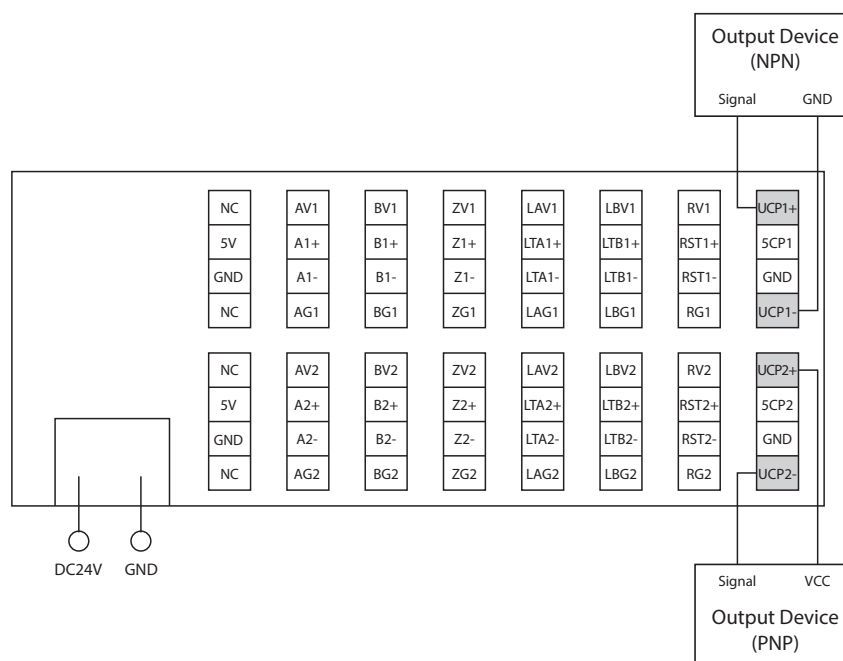 Output Device
(NPN)
Signal GND
NC AV1 BV1 ZV1 LAV1 LBV1 RV1 UCP1+
5V A1+ B1+ Z1+ LTA1+ LTB1+ RST1+ 5CP1
GND A1- B1- Z1- LTA1- LTB1- RST1- GND
NC AG1 BG1 ZG1 LAG1 LBG1 RG1 UCP1-
NC AV2 BV2 ZV2 LAV2 LBV2 RV2 UCP2+
5V A2+ B2+ Z2+ LTA2+ LTB2+ RST2+ 5CP2
GND A2- B2- Z2- LTA2- LTB2- RST2- GND
NC AG2 BG2 ZG2 LAG2 LBG2 RG2 UCP2-
DC24V GND
Signal VCC
Output Device
(PNP)